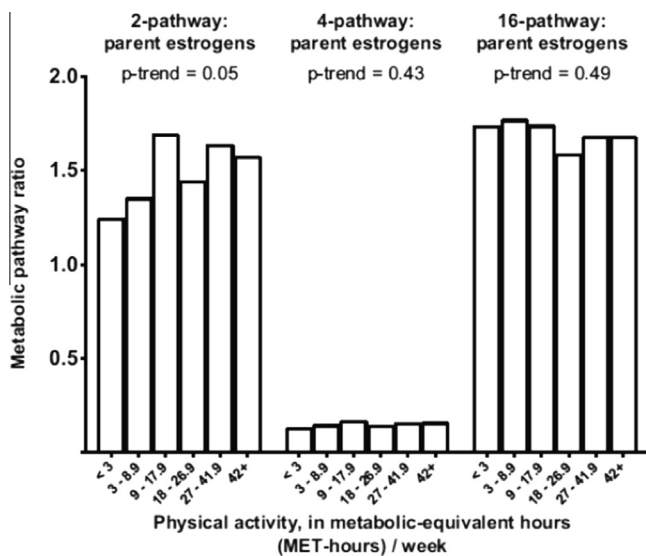 2-pathway:
parent estrogens
p-trend = 0.05
4-pathway:
parent estrogens
p-trend = 0.43
16-pathway:
parent estrogens
p-trend = 0.49
Metabolic pathway ratio
2.0
1.5
1.0
0.5
< 3
3 - 8.9
9 - 17.9
18 - 26.9
27 - 41.9
42+
< 3
3 - 8.9
9 - 17.9
18 - 26.9
27 - 41.9
42+
< 3
3 - 8.9
9 - 17.9
18 - 26.9
27 - 41.9
42+
Physical activity, in metabolic-equivalent hours
(MET-hours) / week